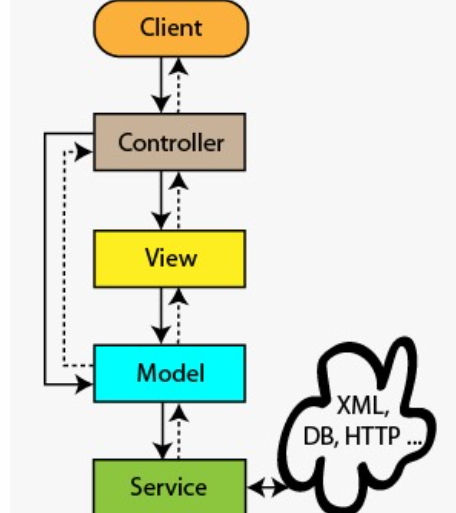 Client
Controller
View
Model
XML,
DB, HTTP ...
Service